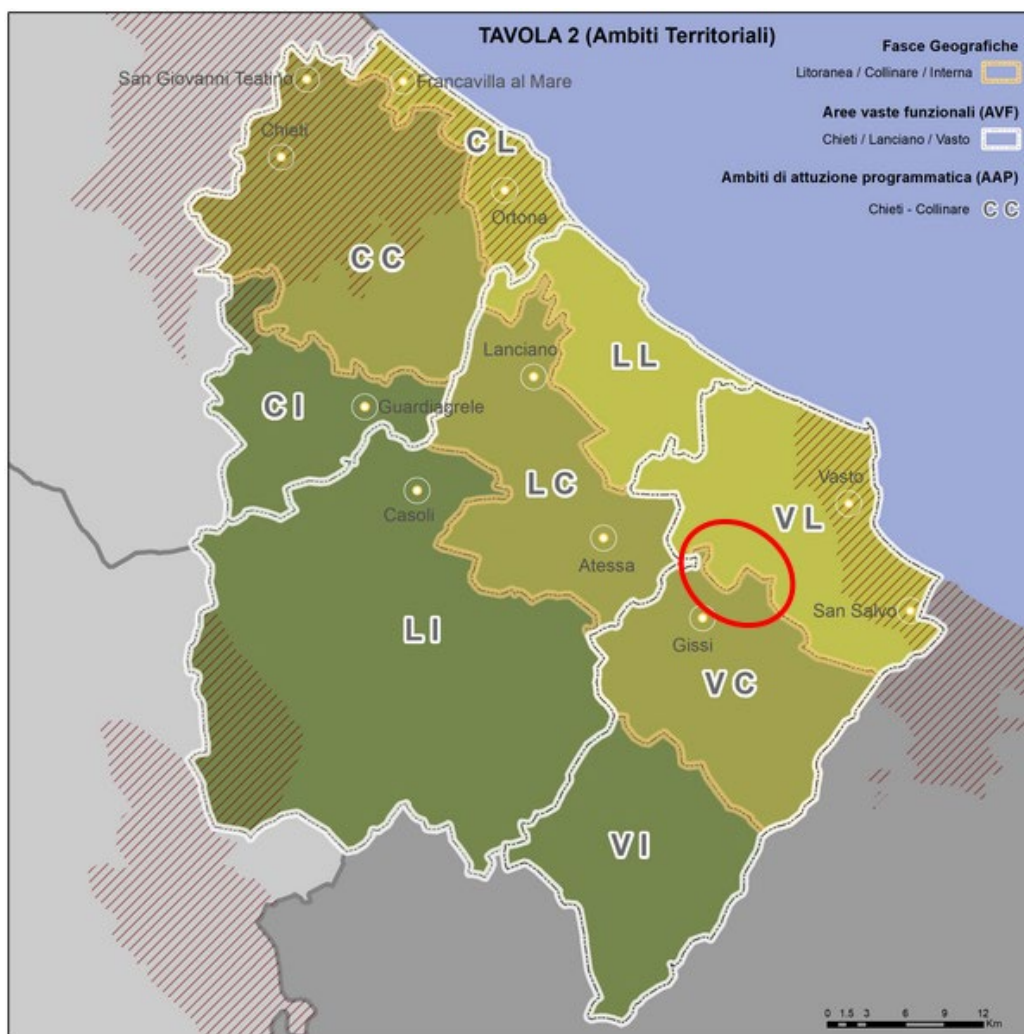 TAVOLA 2 (Ambiti Territoriali)
Fasce Geografiche
Litoranea / Collinare / Interna
Aree vaste funzionali (AVF)
Chieti / Lanciano / Vasto
Ambiti di attuzione programmatica (AAP)
Chieti - Collinare C C
San Giovanni Teatino
Francavilla al Mare
Chieti
C L
Ortona
C C
Lanciano
L L
C I
Guardiagrele
L C
Casoli
Vasto
V L
Atessa
San Salvo
L I
Gissi
V C
V I
0 1.5 3 6 9 12
Km